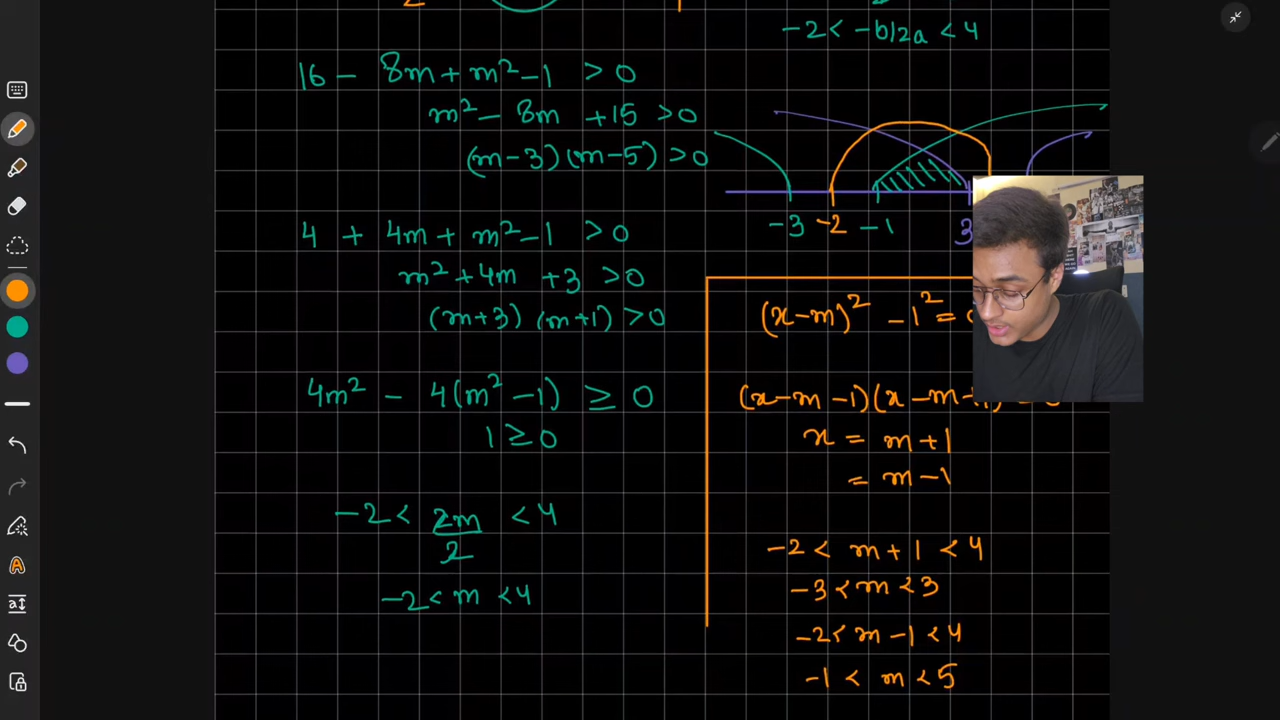 -2 < -b/2a < 4
16 - 8m + m² - 1 > 0
m² - 8m + 15 > 0
(m-3)(m-5) > 0
-3 -2 -1 3
4 + 4m + m² - 1 > 0
m² + 4m + 3 > 0
(m+3)(m+1) > 0
4m² - 4(m² - 1) ≥ 0
1 ≥ 0
-2 < 2m/2 < 4
-2 < m < 4
(x-m)² - 1² =
(x-m-1)(x-m+1)
x = m+1
= m-1
-2 < m+1 < 4
-3 < m < 3
-2 < m-1 < 4
-1 < m < 5